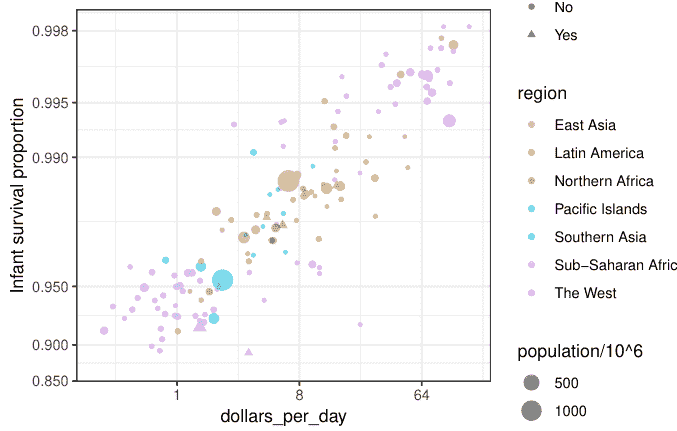 No
Yes
region
East Asia
Latin America
Northern Africa
Pacific Islands
Southern Asia
Sub-Saharan Afric
The West
population/10^6
500
1000
Infant survival proportion
0.998
0.995
0.990
0.950
0.900
0.850
1
8
64
dollars_per_day